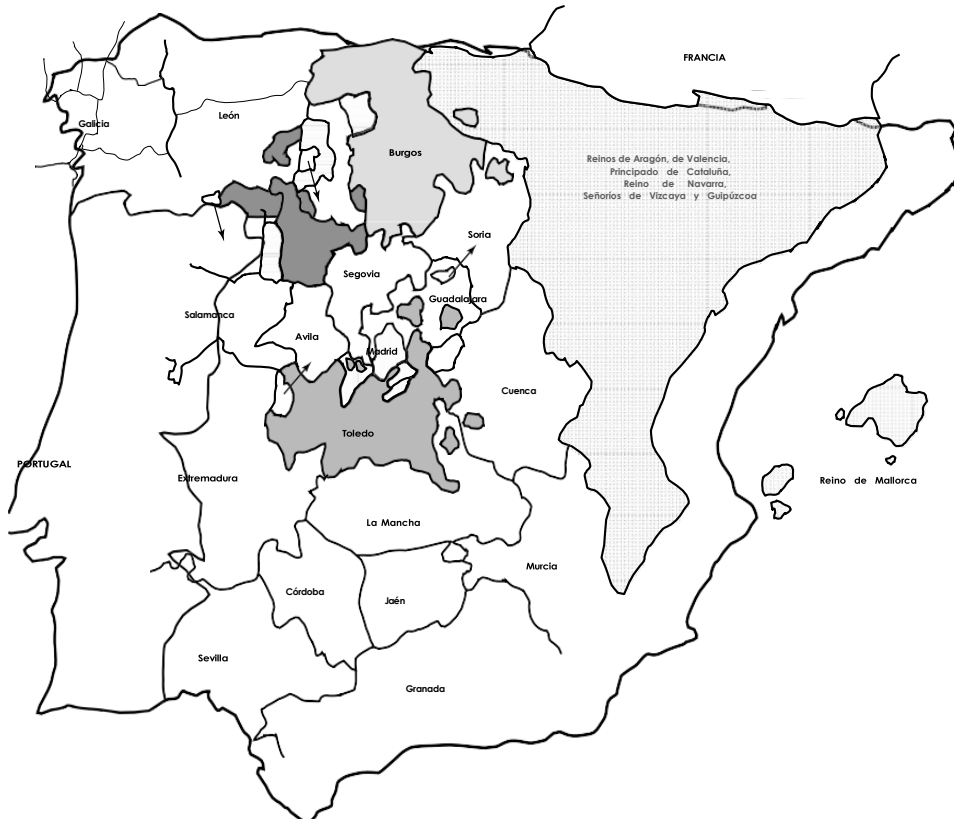 FRANCIA
León
Galicia
Burgos
Reinos de Aragón, de Valencia,
Principado de Cataluña,
Reino de Navarra,
Señoríos de Vizcaya y Guipúzcoa
Soria
Segovia
Guadalajara
Salamanca
Avila
Madrid
Cuenca
Toledo
PORTUGAL
Extremadura
Reino de Mallorca
La Mancha
Murcia
Córdoba
Jaén
Sevilla
Granada